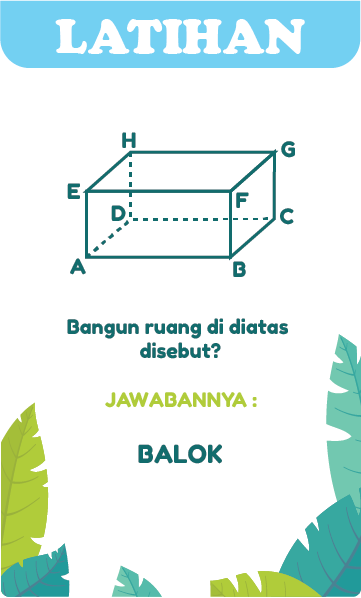 LATIHAN
H
G
E
F
D
C
A
B
Bangun ruang di diatas
disebut?
JAWABANNYA :
BALOK